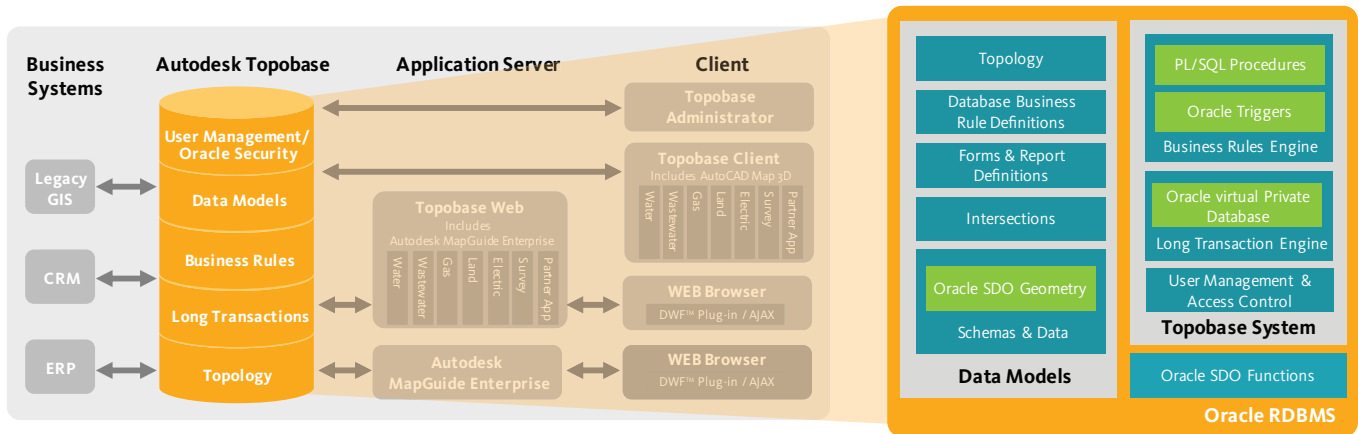 Business
Systems
Autodesk Topobase
Application Server
Client
Legacy
GIS
CRM
ERP
User Management/
Oracle Security
Data Models
Business Rules
Long Transactions
Topology
Topobase Web
Includes
Autodesk MapGuide Enterprise
Water
Wastewater
Gas
Land
Electric
Survey
Partner App
Autodesk
MapGuide Enterprise
Topobase
Administrator
Topobase Client
Includes AutoCAD Map 3D
Water
Wastewater
Gas
Land
Electric
Survey
Partner App
WEB Browser
DWF™ Plug-in / AJAX
WEB Browser
DWF™ Plug-in / AJAX
Topology
Database Business
Rule Definitions
Forms & Report
Definitions
Intersections
Oracle SDO Geometry
Schemas & Data
Data Models
PL/SQL Procedures
Oracle Triggers
Business Rules Engine
Oracle virtual Private
Database
Long Transaction Engine
User Management &
Access Control
Topobase System
Oracle SDO Functions
Oracle RDBMS